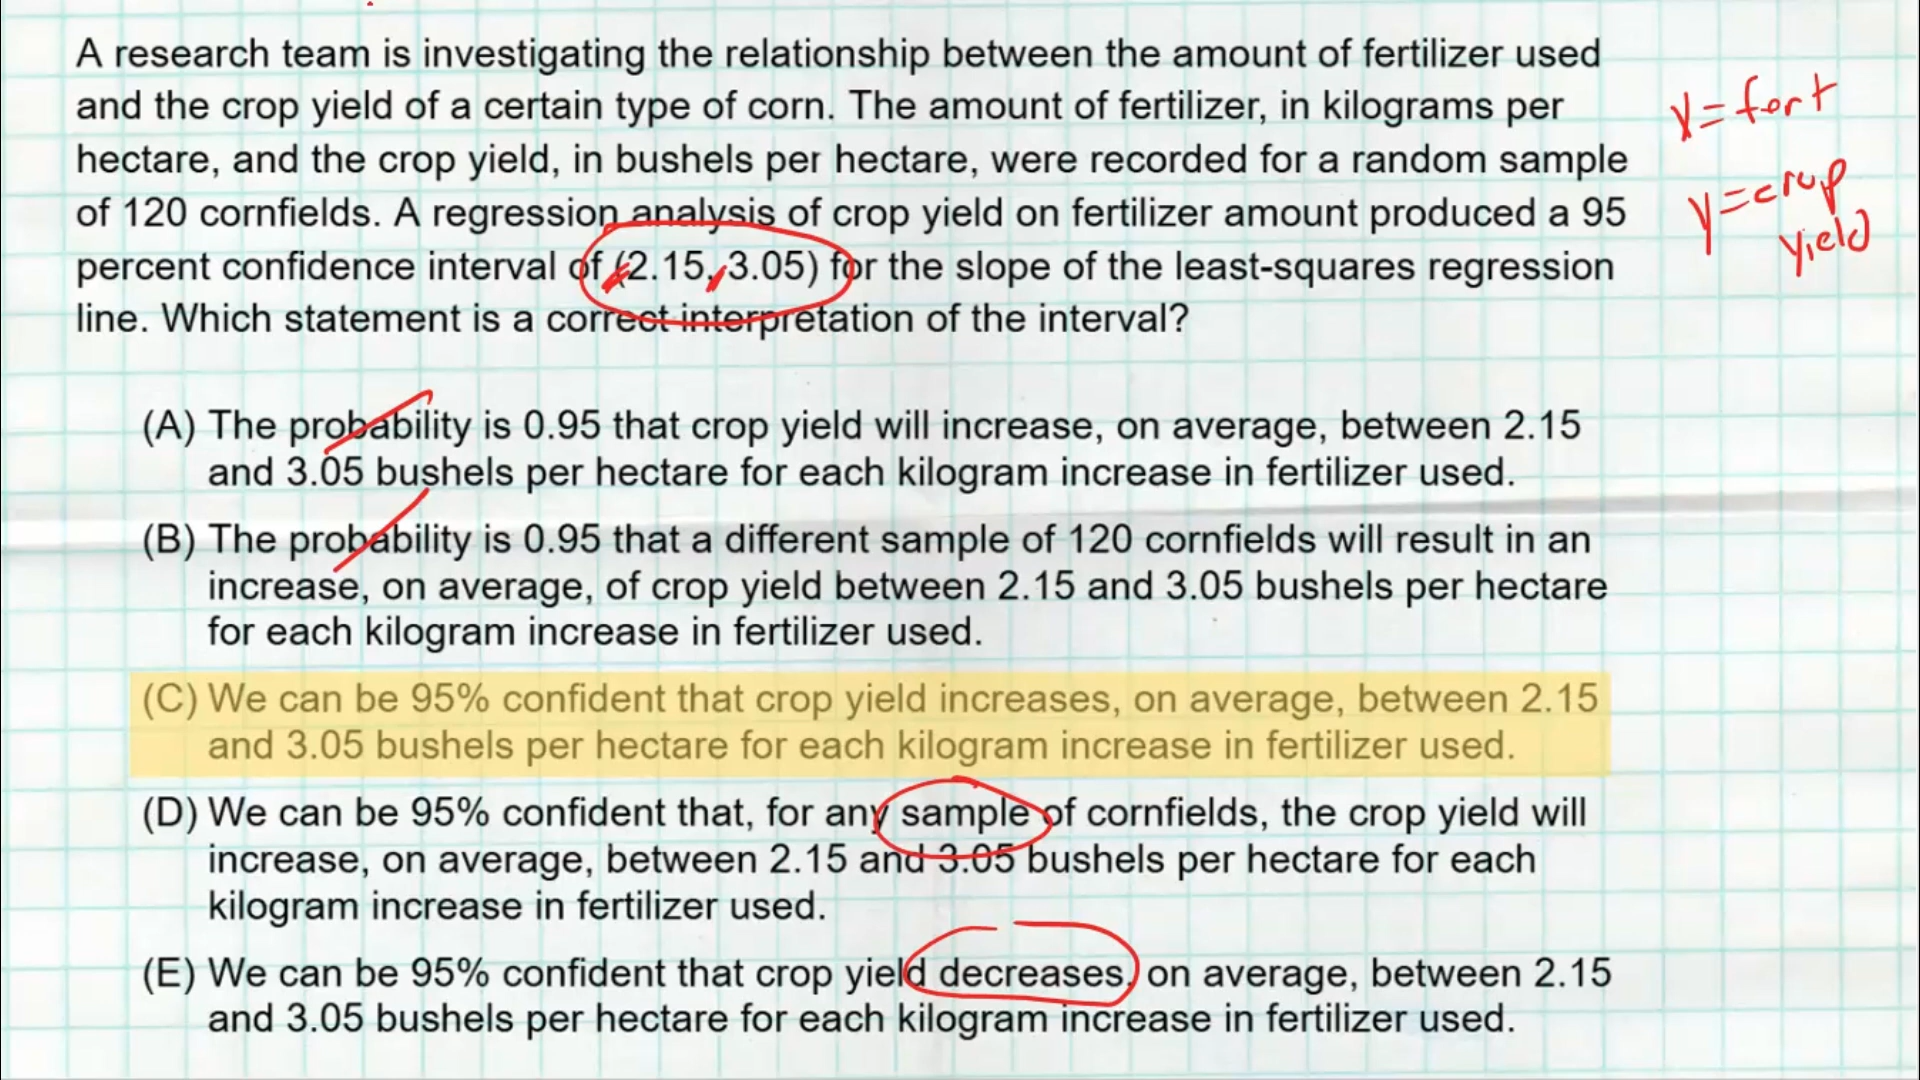 A research team is investigating the relationship between the amount of fertilizer used
and the crop yield of a certain type of corn. The amount of fertilizer, in kilograms per
hectare, and the crop yield, in bushels per hectare, were recorded for a random sample
of 120 cornfields. A regression analysis of crop yield on fertilizer amount produced a 95
percent confidence interval of (2.15, 3.05) for the slope of the least-squares regression
line. Which statement is a correct interpretation of the interval?
X = fert
y = crop
yield
(A) The probability is 0.95 that crop yield will increase, on average, between 2.15
and 3.05 bushels per hectare for each kilogram increase in fertilizer used.
(B) The probability is 0.95 that a different sample of 120 cornfields will result in an
increase, on average, of crop yield between 2.15 and 3.05 bushels per hectare
for each kilogram increase in fertilizer used.
(C) We can be 95% confident that crop yield increases, on average, between 2.15
and 3.05 bushels per hectare for each kilogram increase in fertilizer used.
(D) We can be 95% confident that, for any sample of cornfields, the crop yield will
increase, on average, between 2.15 and 3.05 bushels per hectare for each
kilogram increase in fertilizer used.
(E) We can be 95% confident that crop yield decreases, on average, between 2.15
and 3.05 bushels per hectare for each kilogram increase in fertilizer used.